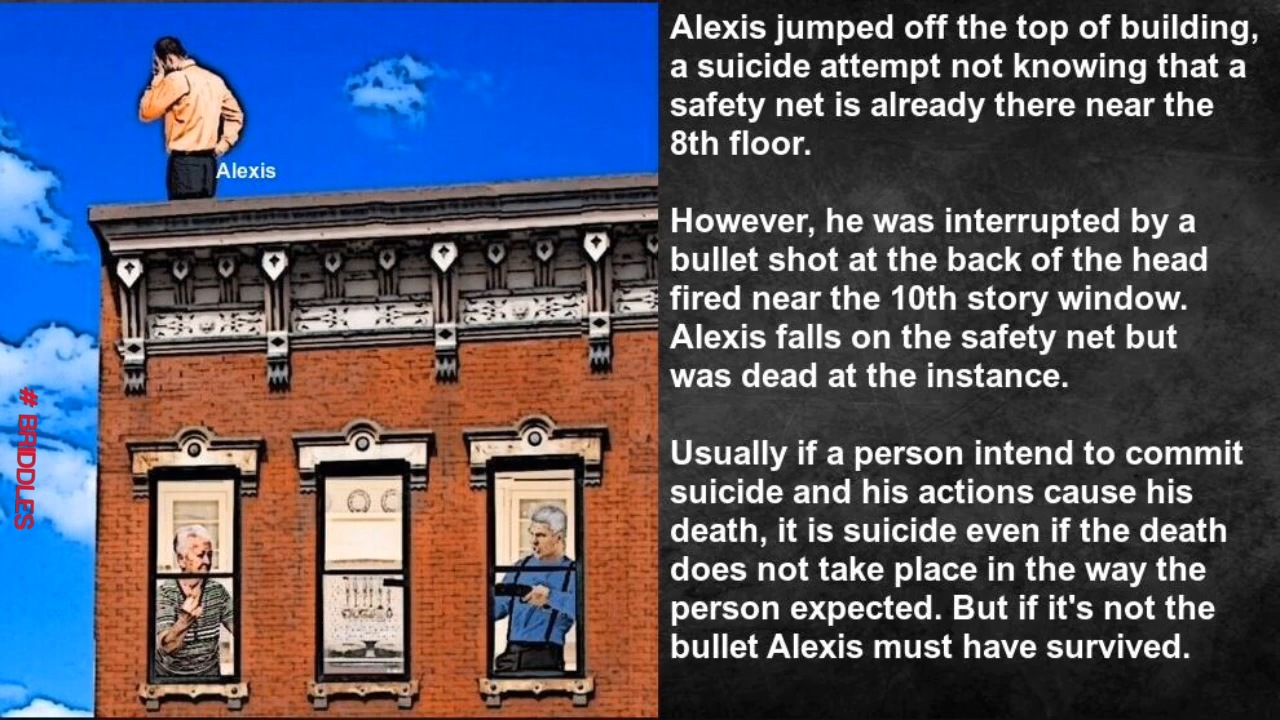 Alexis jumped off the top of building,
a suicide attempt not knowing that a
safety net is already there near the
8th floor.
However, he was interrupted by a
bullet shot at the back of the head
fired near the 10th story window.
Alexis falls on the safety net but
was dead at the instance.
Usually if a person intend to commit
suicide and his actions cause his
death, it is suicide even if the death
does not take place in the way the
person expected. But if it's not the
bullet Alexis must have survived.
Alexis
# BRIDDLES